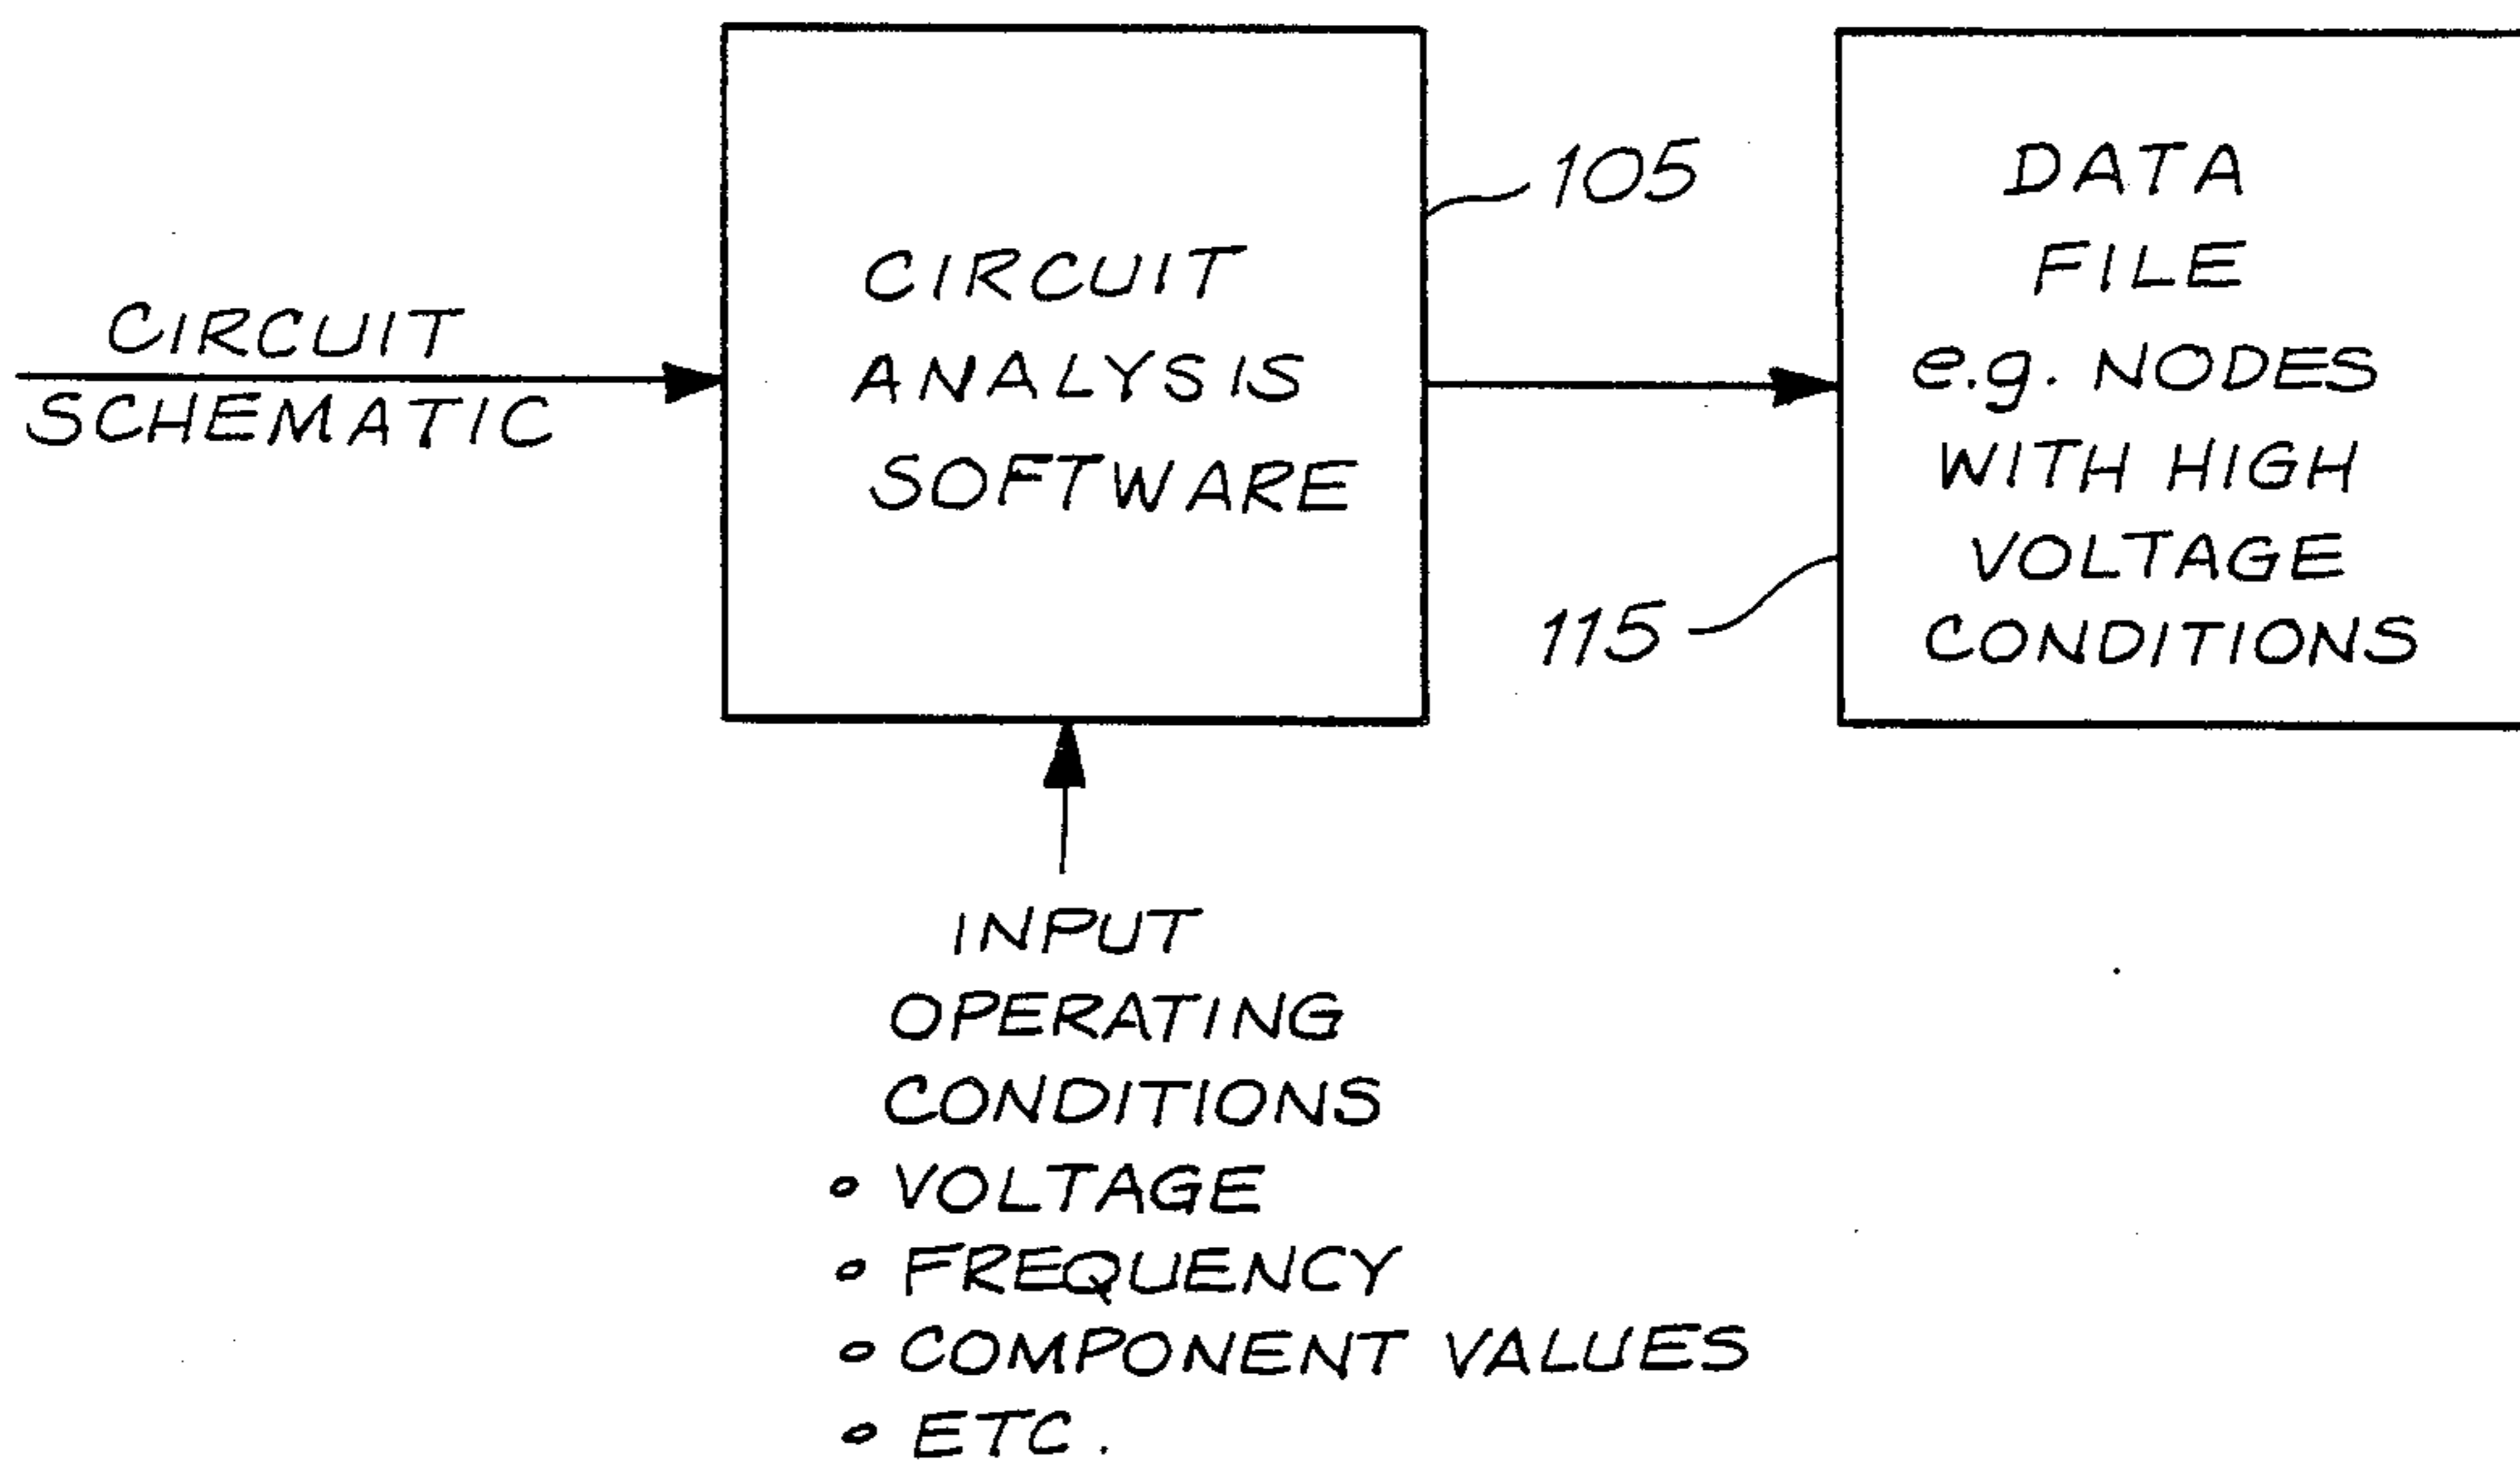 CIRCUIT
SCHEMATIC
CIRCUIT
ANALYSIS
SOFTWARE
105
DATA
FILE
e.g. NODES
WITH HIGH
VOLTAGE
CONDITIONS
115
INPUT
OPERATING
CONDITIONS
• VOLTAGE
• FREQUENCY
• COMPONENT VALUES
• ETC.